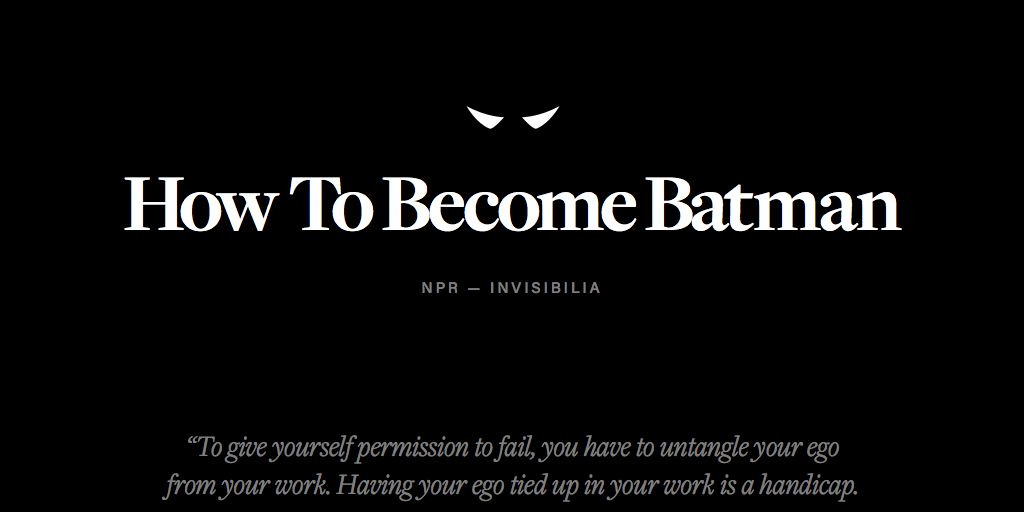 How To Become Batman
NPR — INVISIBILIA
“To give yourself permission to fail, you have to untangle your ego
from your work. Having your ego tied up in your work is a handicap.